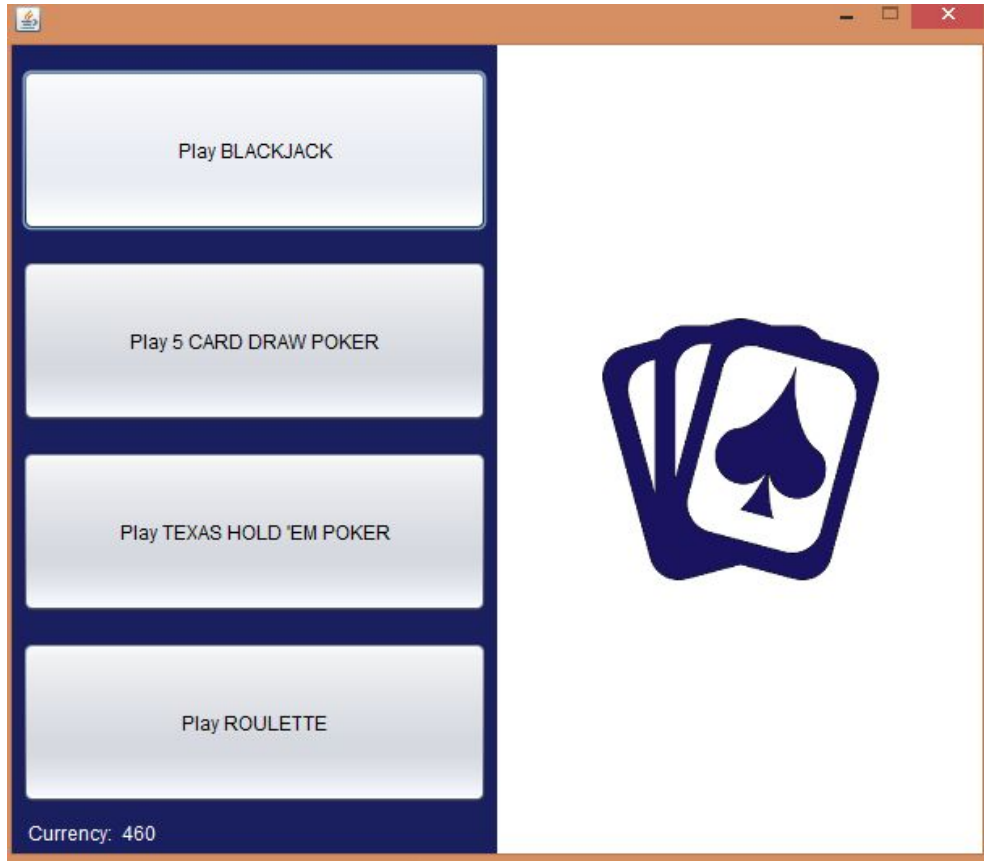 Play BLACKJACK
Play 5 CARD DRAW POKER
Play TEXAS HOLD 'EM POKER
Play ROULETTE
Currency:  460